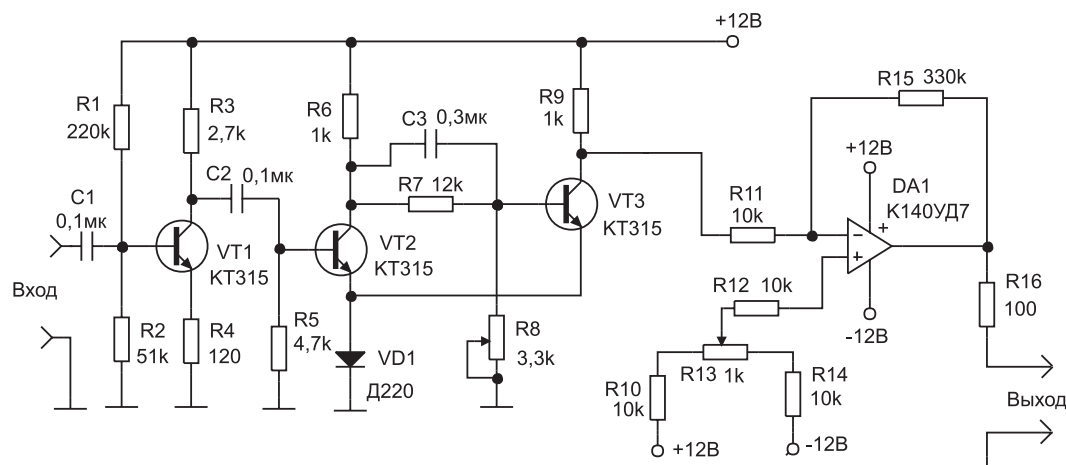 +12В
R1
220k
R3
2,7k
R6
1k
C3
0,3мк
R9
1k
R15 330k
+12В
DA1
К140УД7
C1
0,1мк
C2
0,1мк
R7 12k
VT3
КТ315
R11
10k
VT1
КТ315
VT2
КТ315
−
+
+
Вход
R2
51k
R4
120
R5
4,7k
VD1
Д220
R8
3,3k
R12 10k
-12В
R16
100
R13
1k
R10
10k
R14
10k
+12В
-12В
Выход